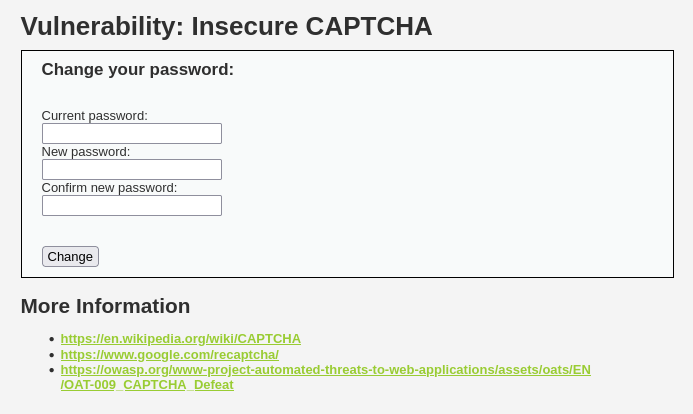 Vulnerability: Insecure CAPTCHA
Change your password:
Current password:
New password:
Confirm new password:
Change
More Information
https://en.wikipedia.org/wiki/CAPTCHA
https://www.google.com/recaptcha/
https://owasp.org/www-project-automated-threats-to-web-applications/assets/oats/EN
/OAT-009_CAPTCHA_Defeat